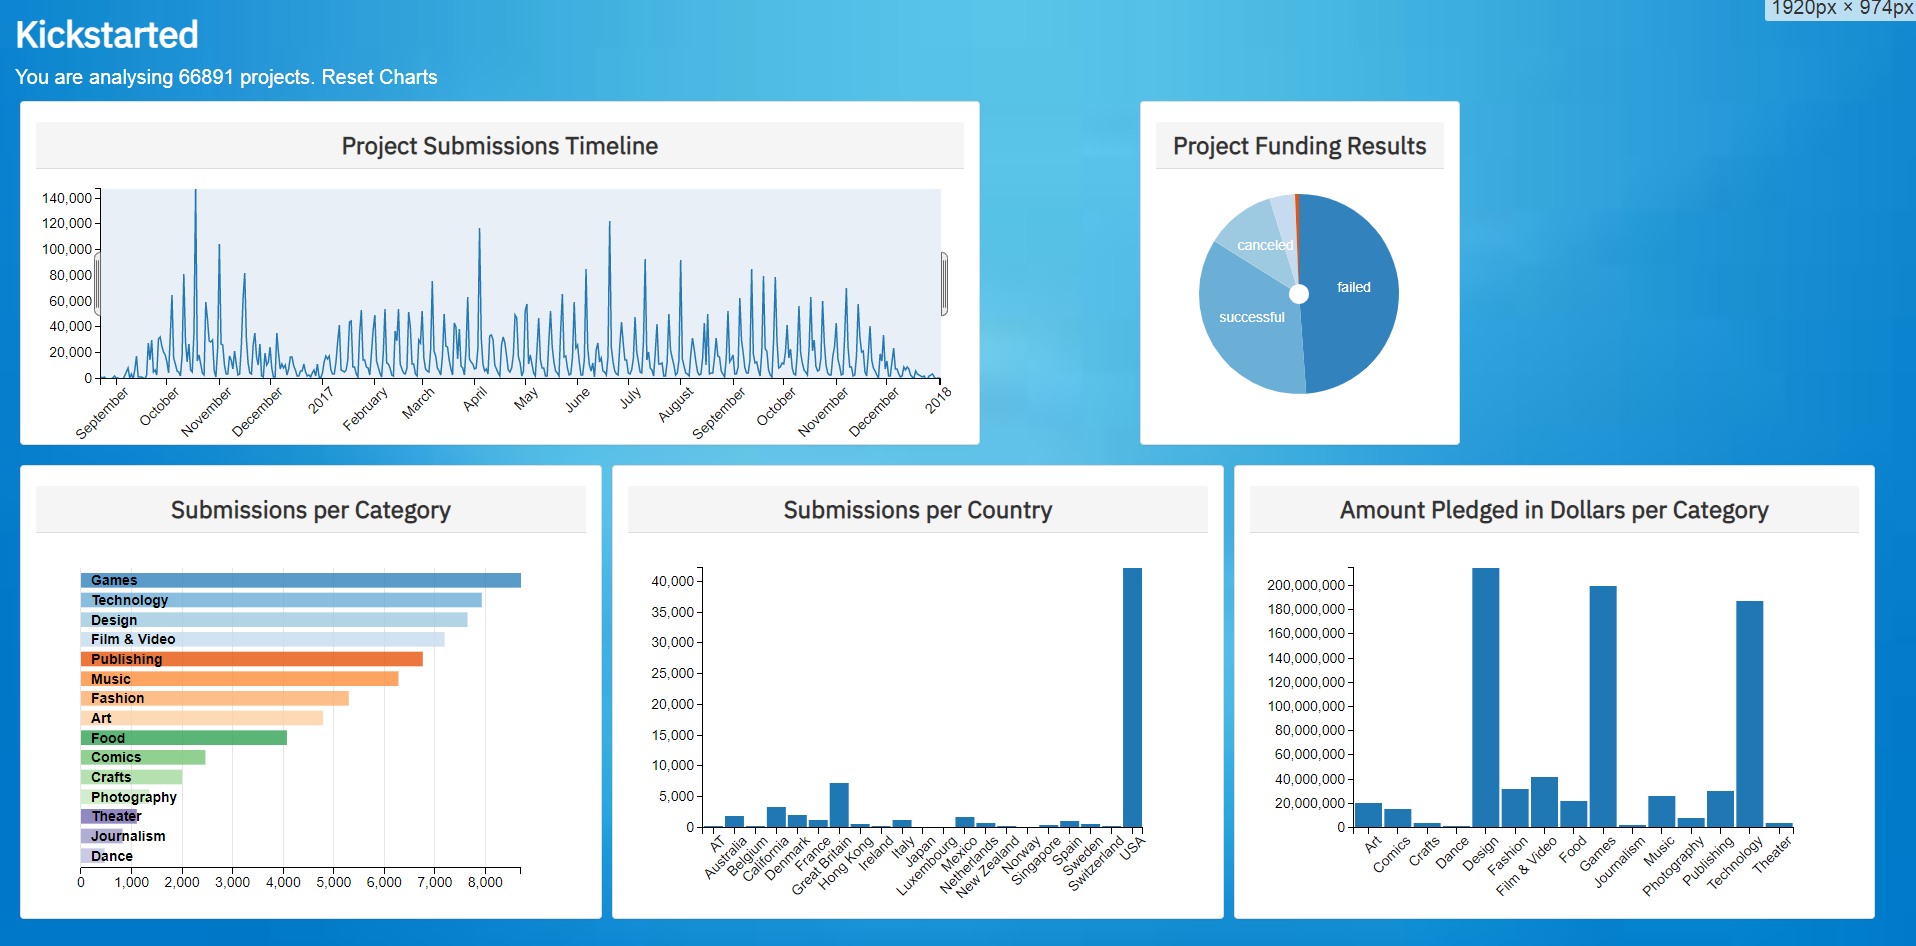 1920px × 974px
Kickstarted
You are analysing 66891 projects. Reset Charts
Project Submissions Timeline
140,000
120,000
100,000
80,000
60,000
40,000
20,000
0
September
October
November
December
2017
February
March
April
May
June
July
August
September
October
November
December
2018
Project Funding Results
canceled
failed
successful
Submissions per Category
Games
Technology
Design
Film & Video
Publishing
Music
Fashion
Art
Food
Comics
Crafts
Photography
Theater
Journalism
Dance
0 1,000 2,000 3,000 4,000 5,000 6,000 7,000 8,000
Submissions per Country
40,000
35,000
30,000
25,000
20,000
15,000
10,000
5,000
0
AT
Australia
Belgium
California
Denmark
France
Great Britain
Hong Kong
Ireland
Italy
Japan
Luxembourg
Mexico
Netherlands
New Zealand
Norway
Singapore
Spain
Sweden
Switzerland
USA
Amount Pledged in Dollars per Category
200,000,000
180,000,000
160,000,000
140,000,000
120,000,000
100,000,000
80,000,000
60,000,000
40,000,000
20,000,000
0
Art
Comics
Crafts
Dance
Design
Fashion
Film & Video
Food
Games
Journalism
Music
Photography
Publishing
Technology
Theater